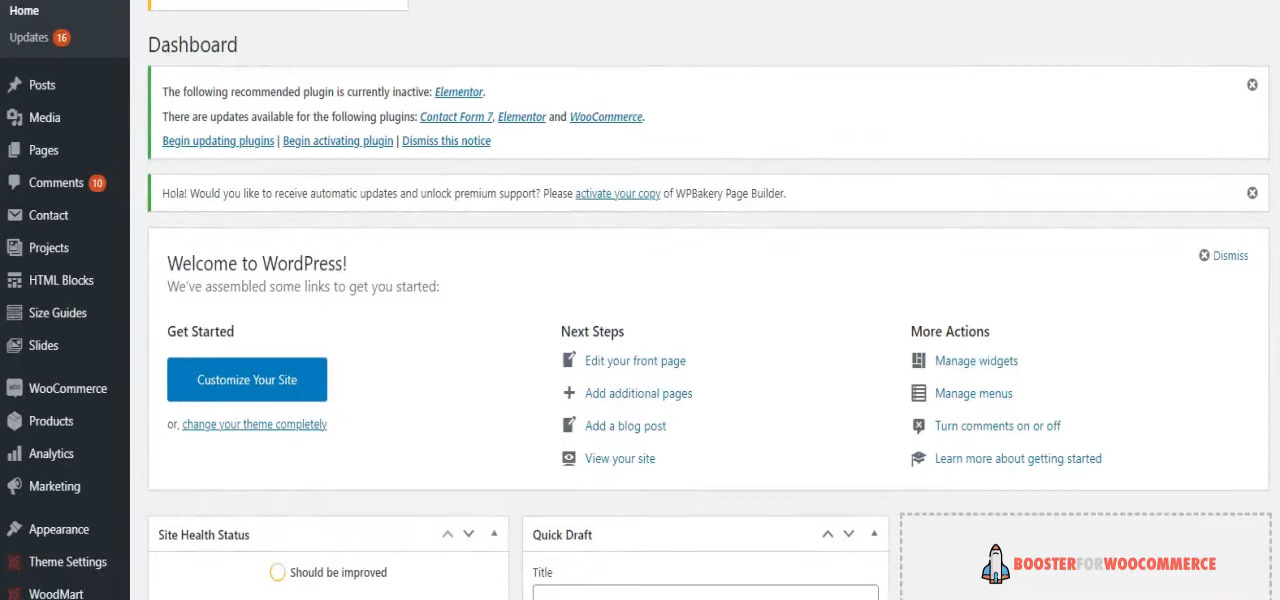 Home
Updates 16
Posts
Media
Pages
Comments 10
Contact
Projects
HTML Blocks
Size Guides
Slides
WooCommerce
Products
Analytics
Marketing
Appearance
Theme Settings
WoodMart
Dashboard
The following recommended plugin is currently inactive: Elementor.
There are updates available for the following plugins: Contact Form 7, Elementor and WooCommerce.
Begin updating plugins | Begin activating plugin | Dismiss this notice
Hola! Would you like to receive automatic updates and unlock premium support? Please activate your copy of WPBakery Page Builder.
Welcome to WordPress!
Dismiss
We've assembled some links to get you started:
Get Started
Customize Your Site
or, change your theme completely
Next Steps
Edit your front page
Add additional pages
Add a blog post
View your site
More Actions
Manage widgets
Manage menus
Turn comments on or off
Learn more about getting started
Site Health Status
Should be improved
Quick Draft
Title
BOOSTERFORWOOCOMMERCE